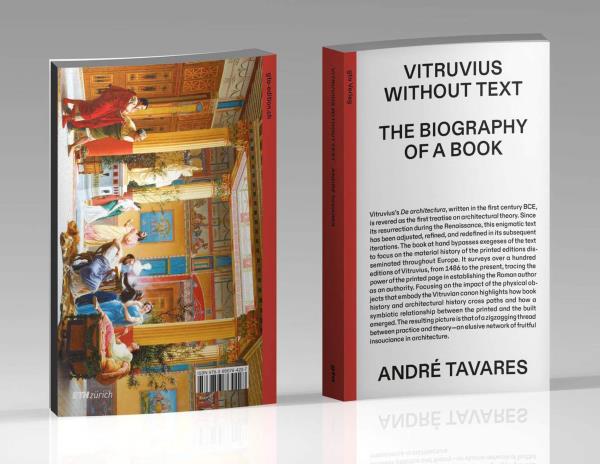 gta-edition.ch
ISBN
ETHzürich
gta Verlag
VITRUVIUS WITHOUT TEXT ANDRÉ TAVARES
gta
VITRUVIUS
WITHOUT TEXT
THE BIOGRAPHY
OF A BOOK
Vitruvius's De architectura, written in the first century BCE,
is revered as the first treatise on architectural theory. Since
its resurrection during the Renaissance, this enigmatic text
has been adjusted, refined, and redefined in its subsequent
iterations. The book at hand bypasses exegeses of the text
to focus on the material history of the printed editions dis-
seminated throughout Europe. It surveys over a hundred
editions of Vitruvius, from 1486 to the present, tracing the
power of the printed page in establishing the Roman author
as an authority. Focusing on the impact of the physical ob-
jects that embody the Vitruvian canon highlights how book
history and architectural history cross paths and how a
symbiotic relationship between the printed and the built
emerged. The resulting picture is that of a zigzagging thread
between practice and theory—an elusive network of fruitful
insouciance in architecture.
ANDRÉ TAVARES